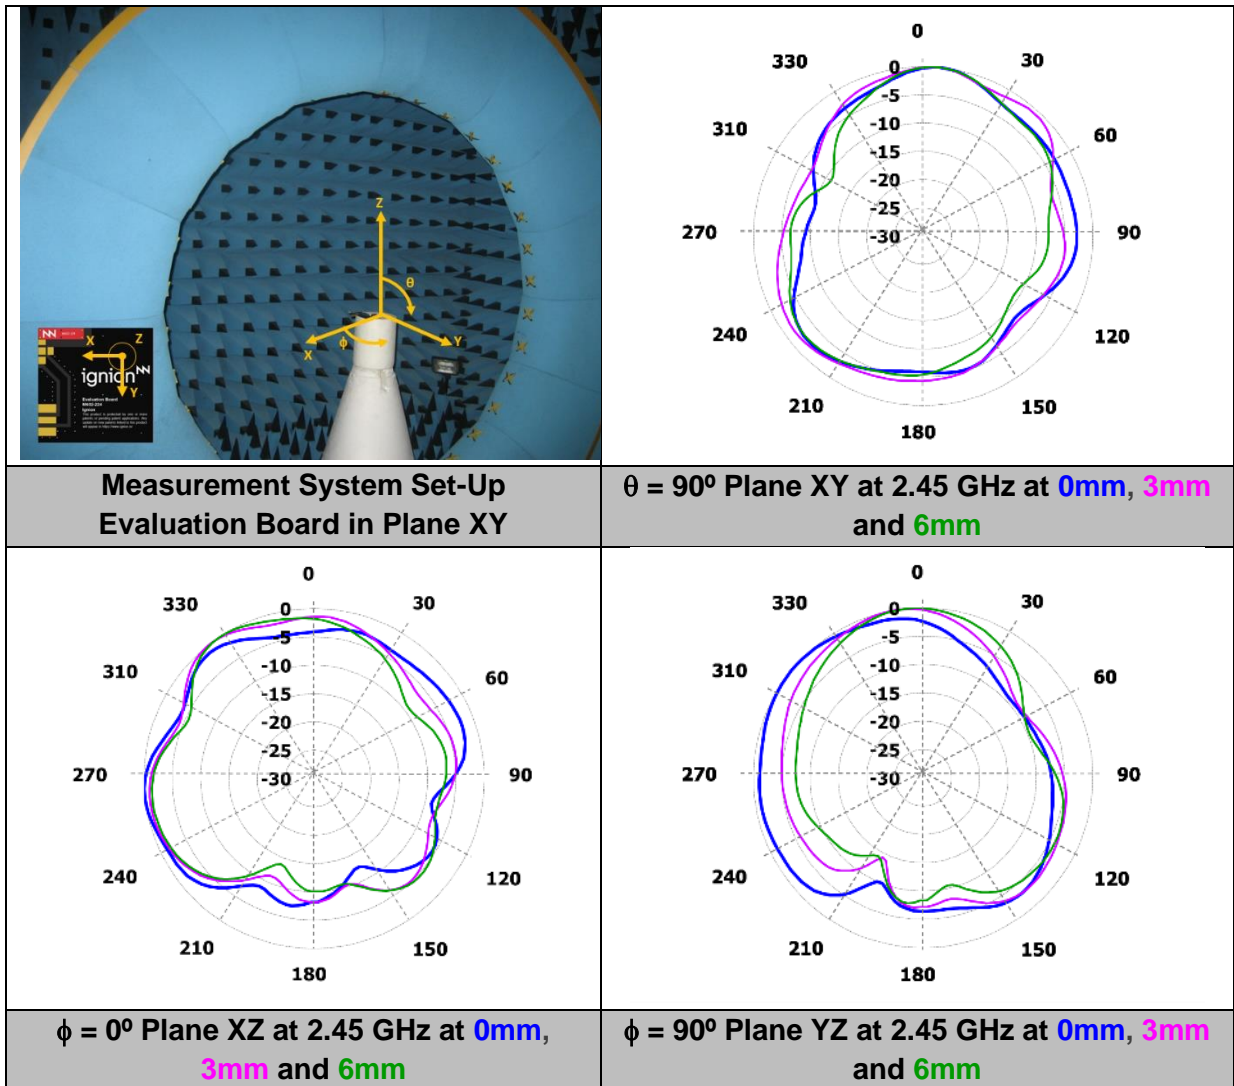 Z
θ
X
ϕ
Y
NN
X
Z
ignion NN
Y
Evaluation Board
Ignion
Measurement System Set-Up
Evaluation Board in Plane XY
0
330
30
310
60
270
90
240
120
210
150
180
0
-5
-10
-15
-20
-25
-30
θ = 90º Plane XY at 2.45 GHz at 0mm, 3mm
and 6mm
0
330
30
310
60
270
90
240
120
210
150
180
0
-5
-10
-15
-20
-25
-30
ϕ = 0º Plane XZ at 2.45 GHz at 0mm,
3mm and 6mm
0
330
30
310
60
270
90
240
120
210
150
180
0
-5
-10
-15
-20
-25
-30
ϕ = 90º Plane YZ at 2.45 GHz at 0mm, 3mm
and 6mm